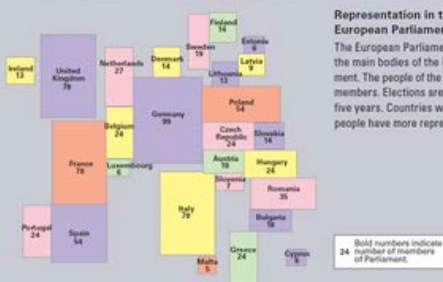 Finland
14
Sweden
19
Estonia
6
Latvia
9
Lithuania
13
Denmark
14
Ireland
13
United
Kingdom
78
Netherlands
27
Germany
99
Poland
54
Belgium
24
Czech
Republic
24
Slovakia
14
France
78
Luxembourg
6
Austria
18
Hungary
24
Slovenia
7
Romania
35
Italy
78
Bulgaria
18
Portugal
24
Spain
54
Malta
5
Greece
24
Cyprus
6
Representation in t
European Parliamen
The European Parliame
the main bodies of the
ment. The people of the
members. Elections are
five years. Countries w
people have more repre
24 Bold numbers indicate
number of members
of Parliament.